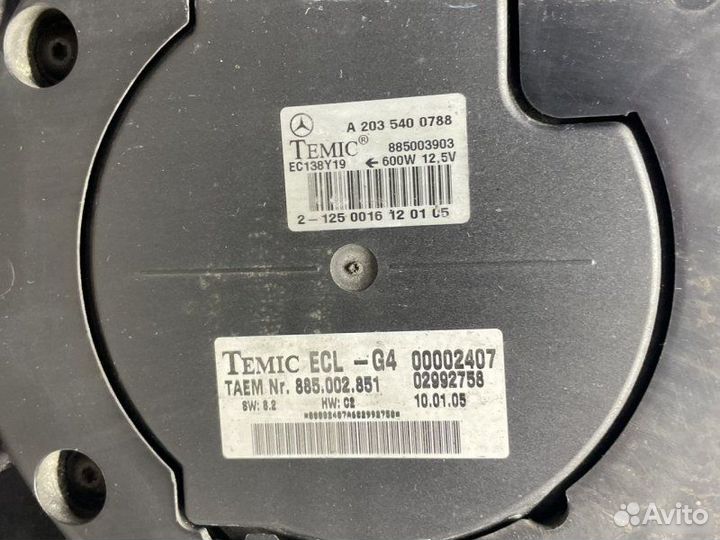 A 203 540 0788
TEMIC® 885003903
EC138Y19 ←600W 12,5V
2-125 0016 12 01 05
TEMIC ECL -G4 00002407
TAEM Nr. 885.002.851 02992758
SW: 8.2 HW: C2 10.01.05
*00002407A602992758*
Avito